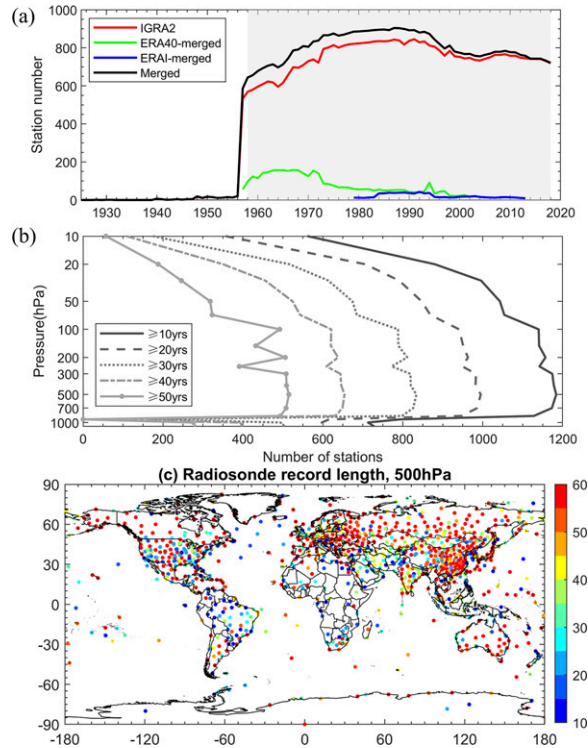 (a)
1000
800
600
400
200
0
Station number
IGRA2
ERA40-merged
ERAI-merged
Merged
1930 1940 1950 1960 1970 1980 1990 2000 2010 2020
(b)
10
20
50
100
200
300
500
700
1000
Pressure(hPa)
≥10yrs
≥20yrs
≥30yrs
≥40yrs
≥50yrs
0 200 400 600 800 1000 1200
Number of stations
(c) Radiosonde record length, 500hPa
90
60
30
0
-30
-60
-90
-180 -120 -60 0 60 120 180
60
50
40
30
20
10